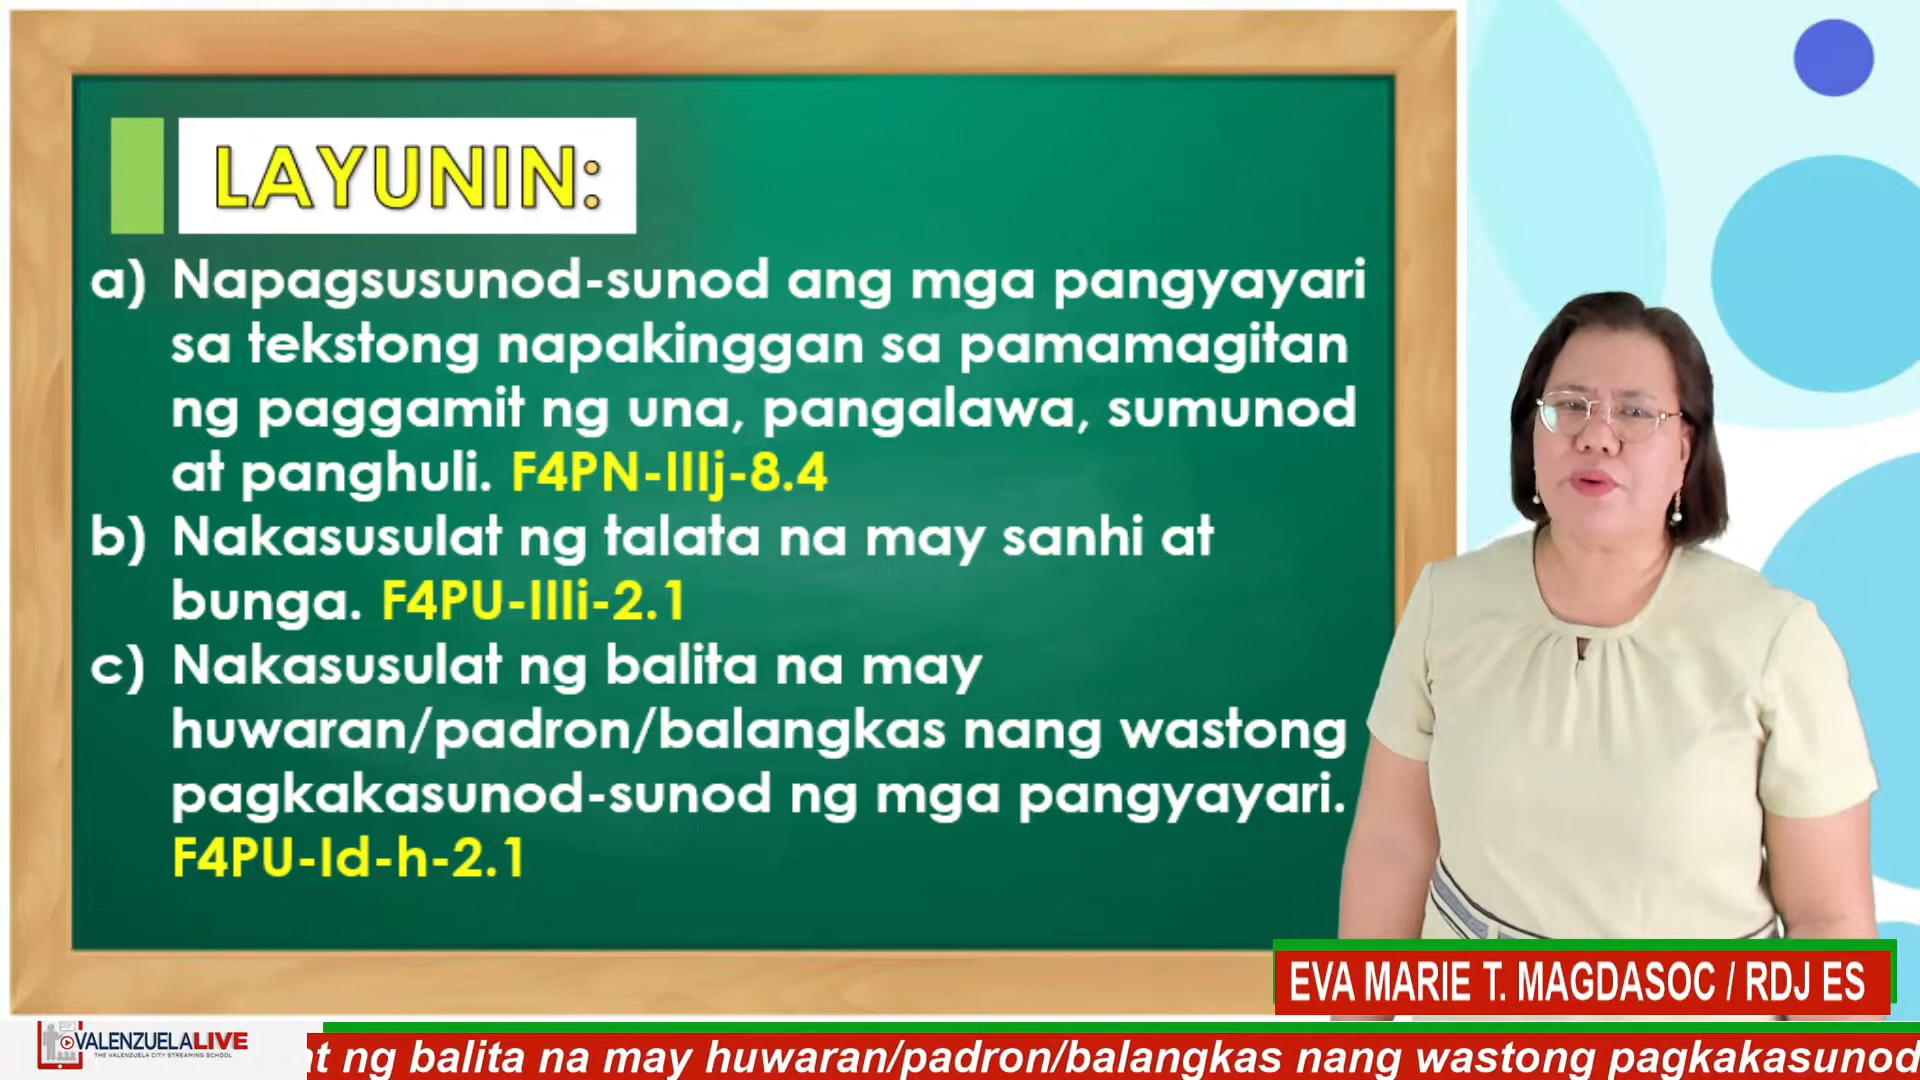 LAYUNIN:
a) Napagsusunod-sunod ang mga pangyayari
sa tekstong napakinggan sa pamamagitan
ng paggamit ng una, pangalawa, sumunod
at panghuli. F4PN-IIIj-8.4
b) Nakasusulat ng talata na may sanhi at
bunga. F4PU-IIIi-2.1
c) Nakasusulat ng balita na may
huwaran/padron/balangkas nang wastong
pagkakasunod-sunod ng mga pangyayari.
F4PU-Id-h-2.1
EVA MARIE T. MAGDASOC / RDJ ES
VALENZUELALIVE
THE VALENZUELA CITY STREAMING SCHOOL
t ng balita na may huwaran/padron/balangkas nang wastong pagkakasunod